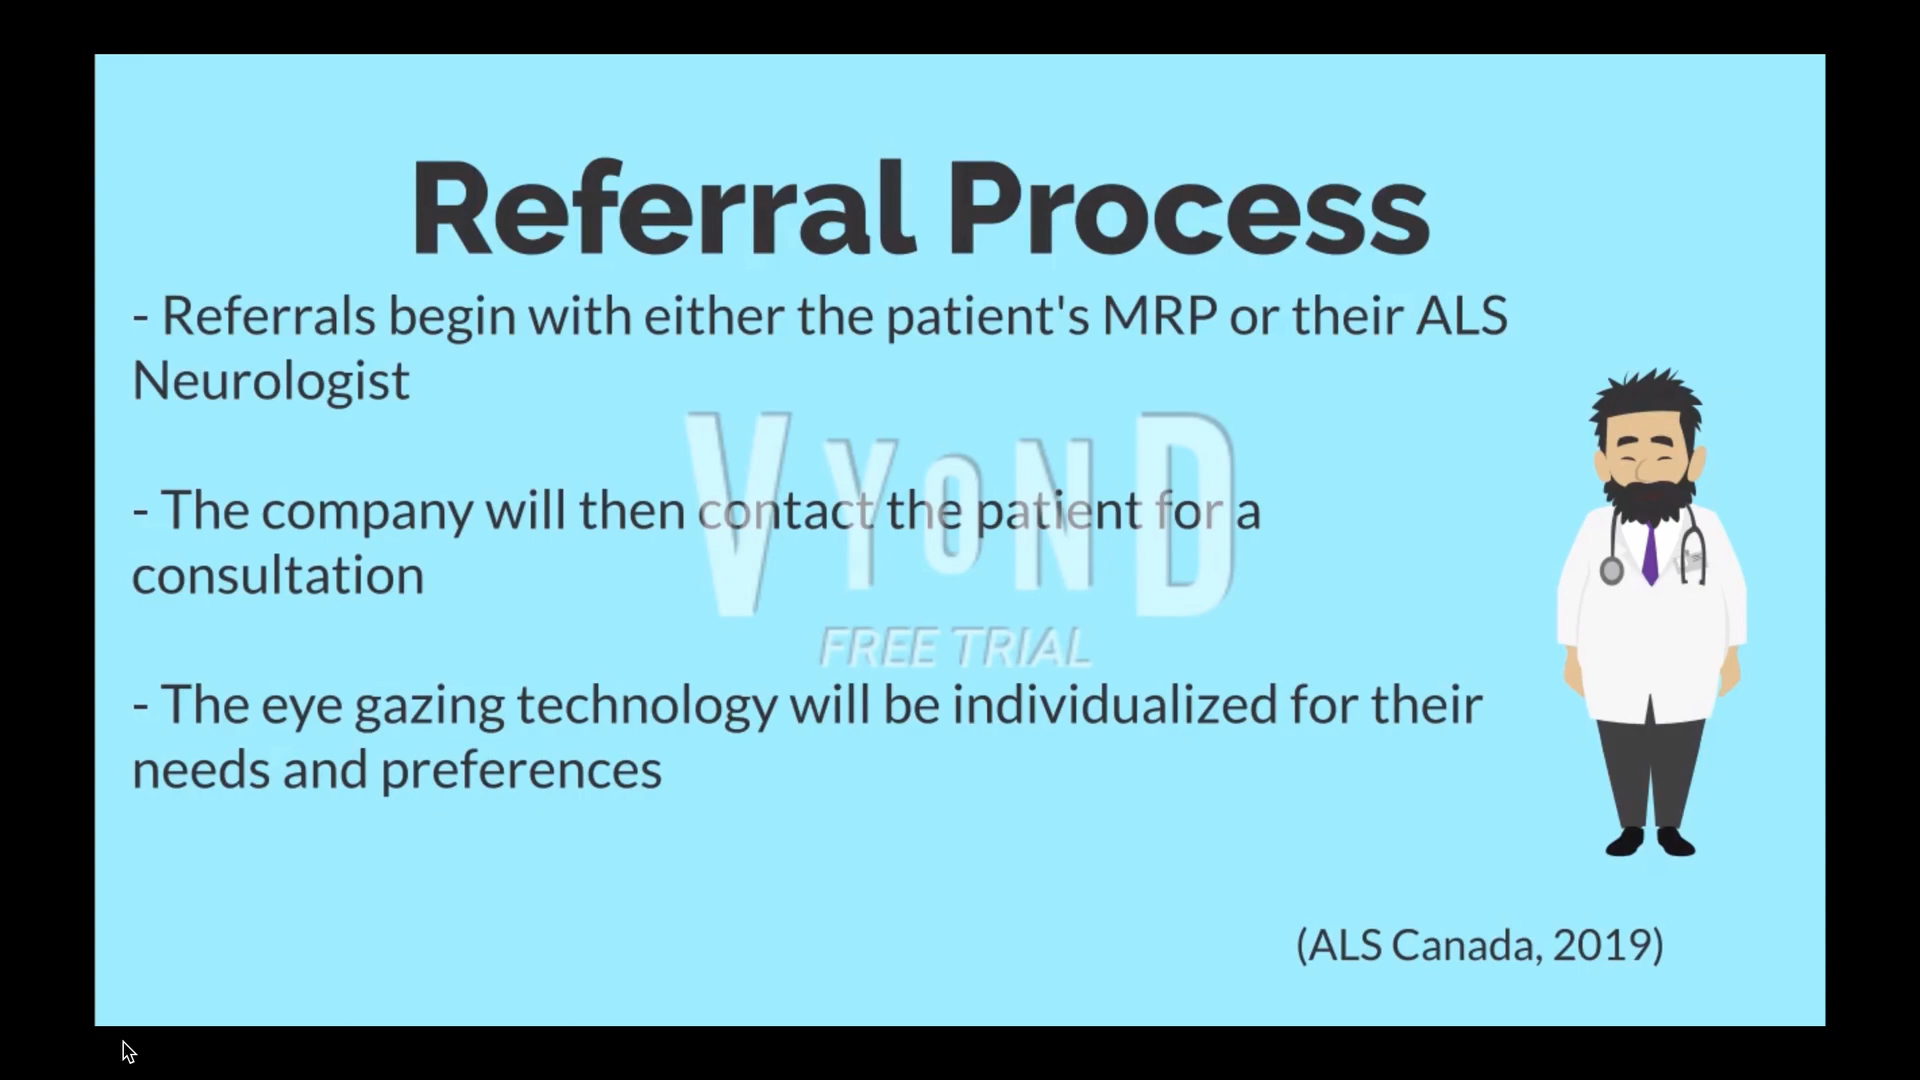 Referral Process
- Referrals begin with either the patient's MRP or their ALS
Neurologist
- The company will then contact the patient for a
consultation
VYOND
FREE TRIAL
- The eye gazing technology will be individualized for their
needs and preferences
(ALS Canada, 2019)